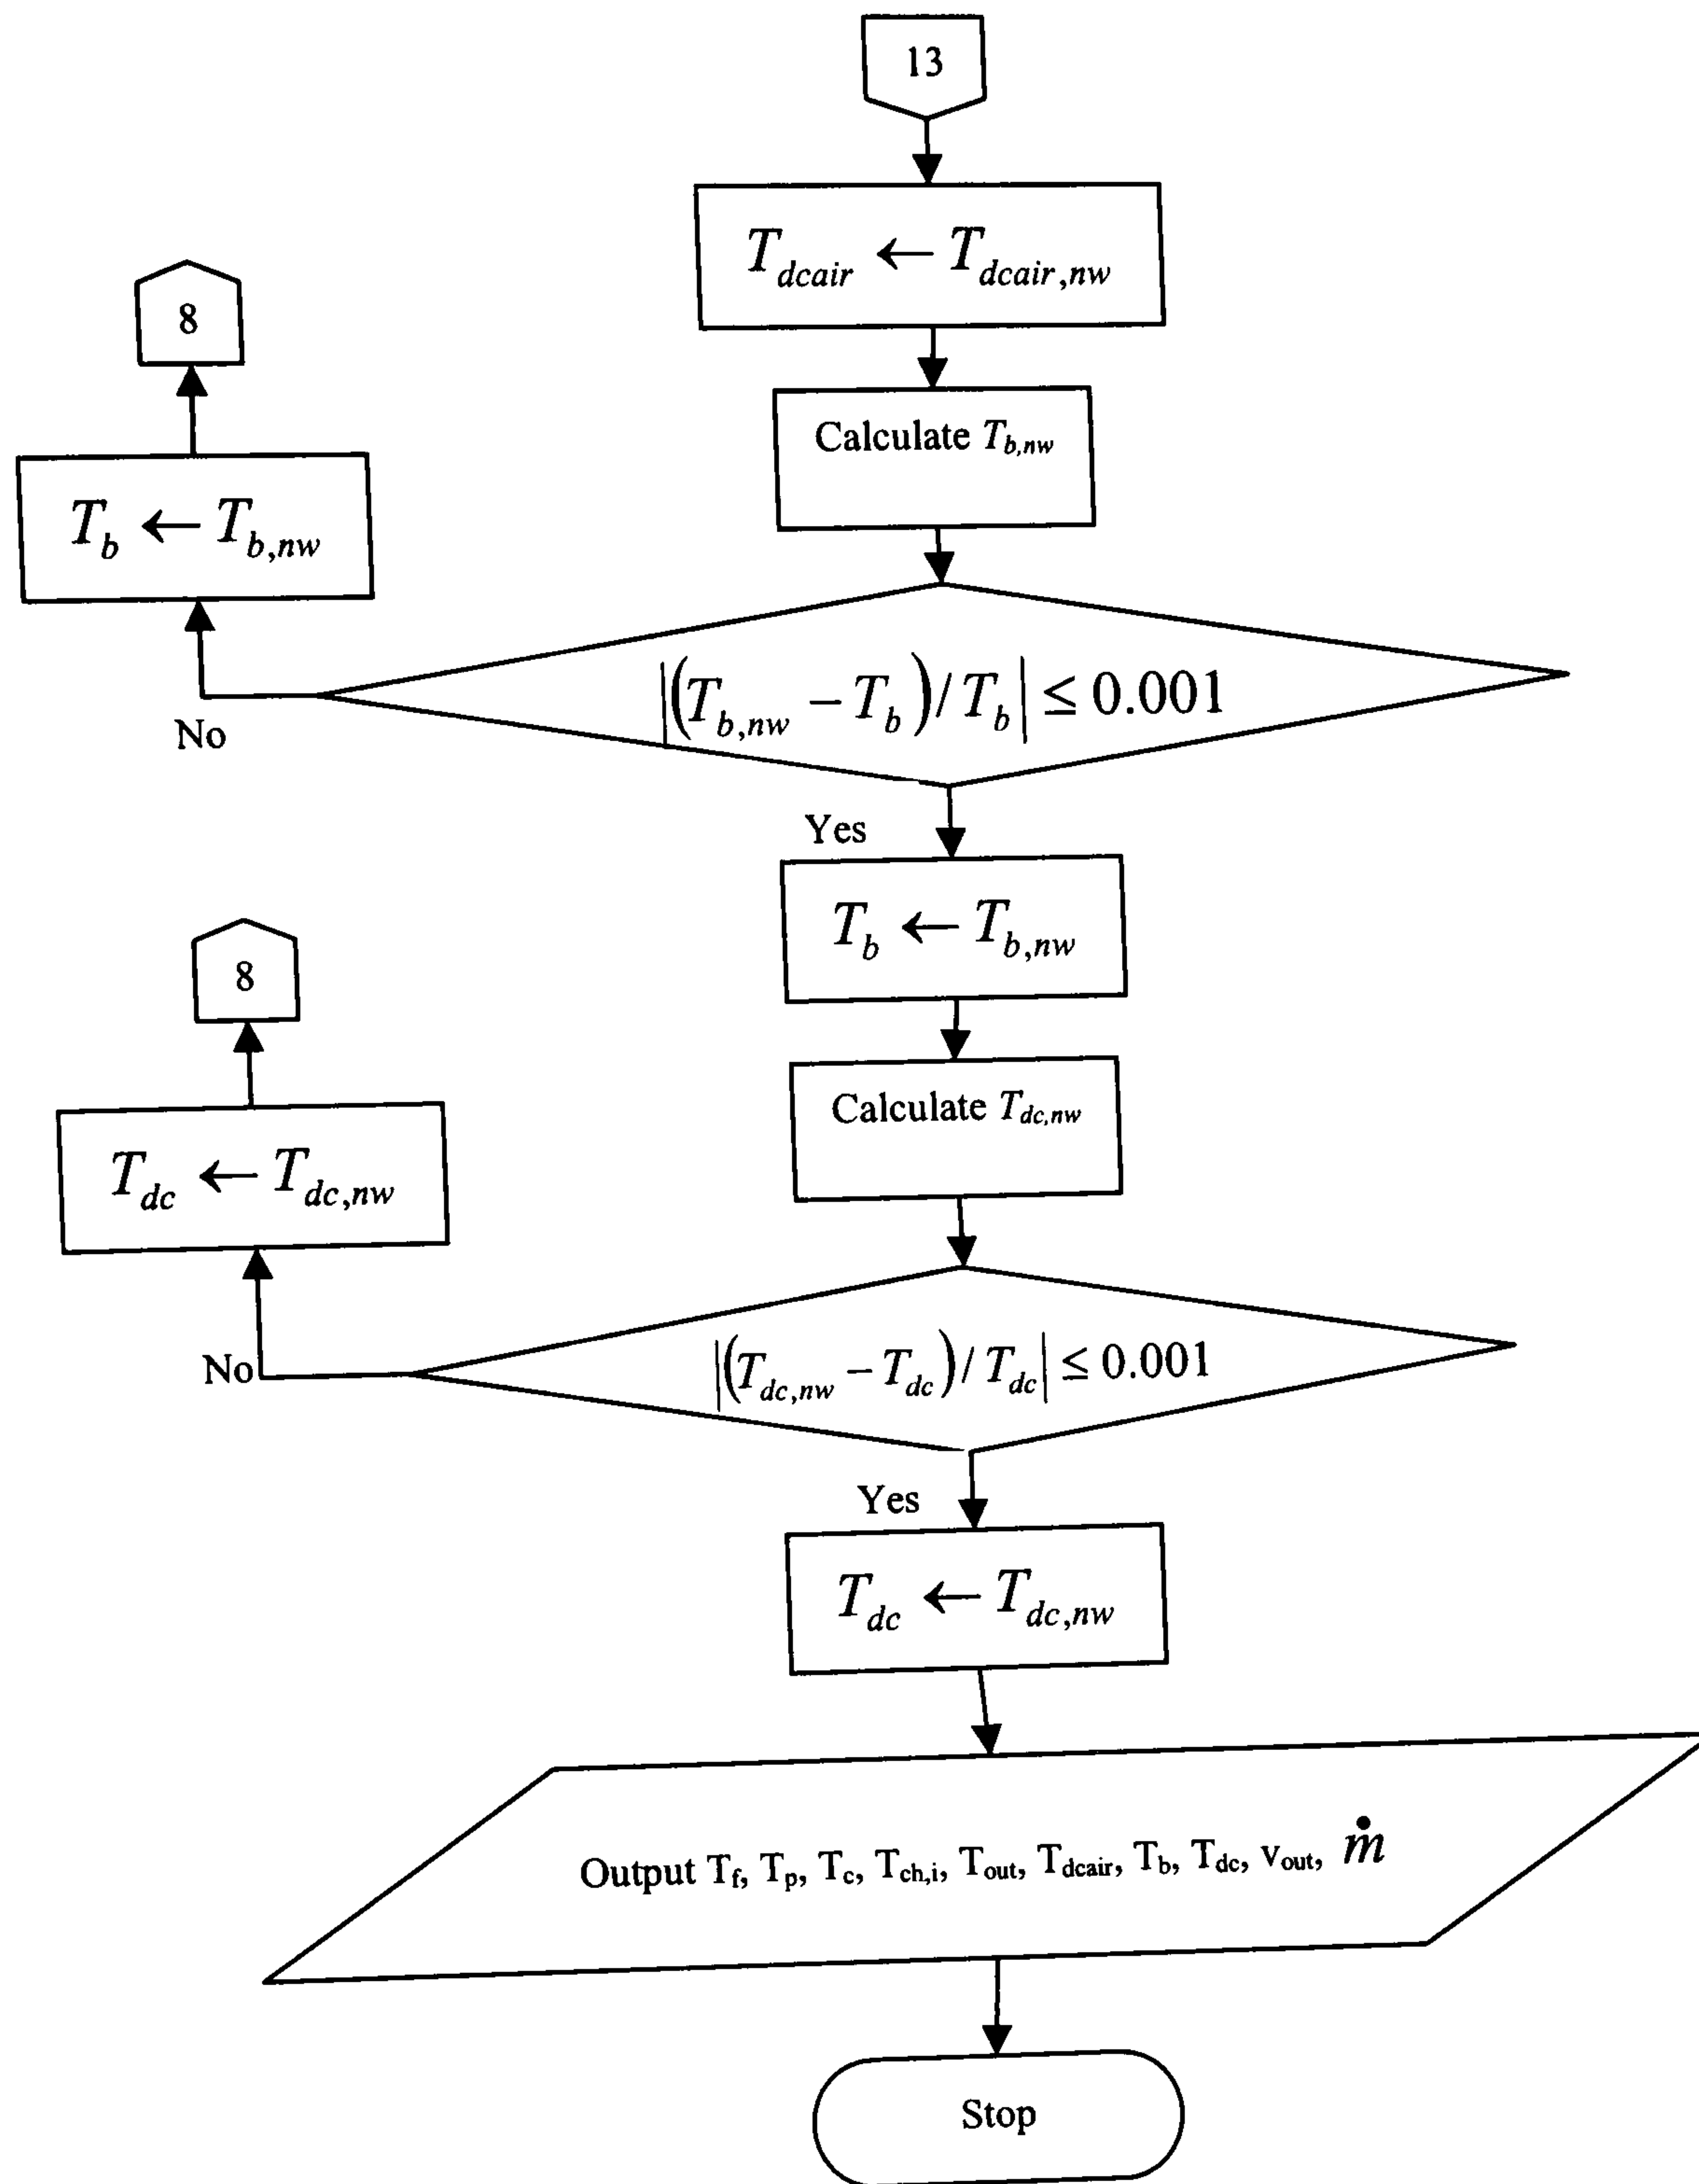 13
T_dcair ← T_dcair,nw
8
Calculate T_b,nw
T_b ← T_b,nw
|(T_b,nw − T_b)/ T_b| ≤ 0.001
No
Yes
T_b ← T_b,nw
8
Calculate T_dc,nw
T_dc ← T_dc,nw
|(T_dc,nw − T_dc)/ T_dc| ≤ 0.001
No
Yes
T_dc ← T_dc,nw
Output T_f, T_p, T_c, T_ch,i, T_out, T_dcair, T_b, T_dc, v_out, ṁ
Stop